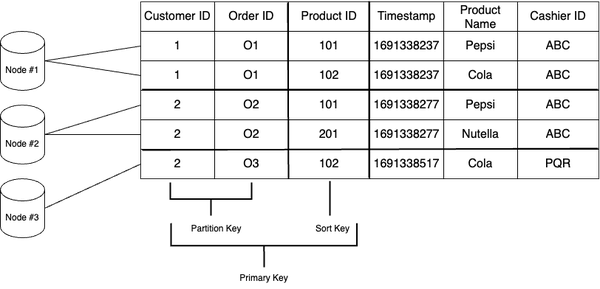 Customer ID Order ID Product ID Timestamp Product Name Cashier ID
1 O1 101 1691338237 Pepsi ABC
Node #1
1 O1 102 1691338237 Cola ABC
2 O2 101 1691338277 Pepsi ABC
Node #2
2 O2 201 1691338277 Nutella ABC
2 O3 102 1691338517 Cola PQR
Node #3
Partition Key Sort Key
Primary Key